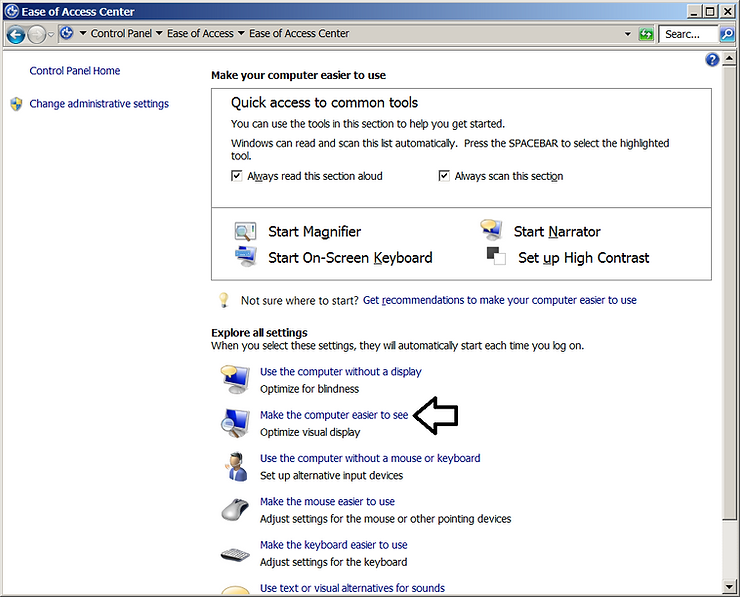 Ease of Access Center
Control Panel Ease of Access Ease of Access Center
Searc...
Control Panel Home
Change administrative settings
Make your computer easier to use
Quick access to common tools
You can use the tools in this section to help you get started.
Windows can read and scan this list automatically. Press the SPACEBAR to select the highlighted
tool.
Always read this section aloud Always scan this section
Start Magnifier Start Narrator
Start On-Screen Keyboard Set up High Contrast
Not sure where to start? Get recommendations to make your computer easier to use
Explore all settings
When you select these settings, they will automatically start each time you log on.
Use the computer without a display
Optimize for blindness
Make the computer easier to see
Optimize visual display
Use the computer without a mouse or keyboard
Set up alternative input devices
Make the mouse easier to use
Adjust settings for the mouse or other pointing devices
Make the keyboard easier to use
Adjust settings for the keyboard
Use text or visual alternatives for sounds